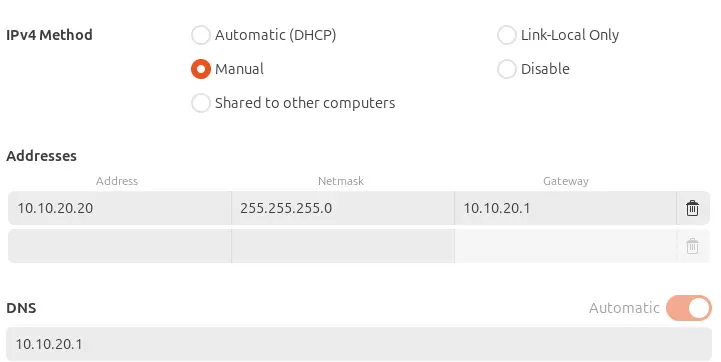 IPv4 Method Automatic (DHCP) Link-Local Only
Manual Disable
Shared to other computers
Addresses
Address Netmask Gateway
10.10.20.20 255.255.255.0 10.10.20.1
DNS Automatic
10.10.20.1